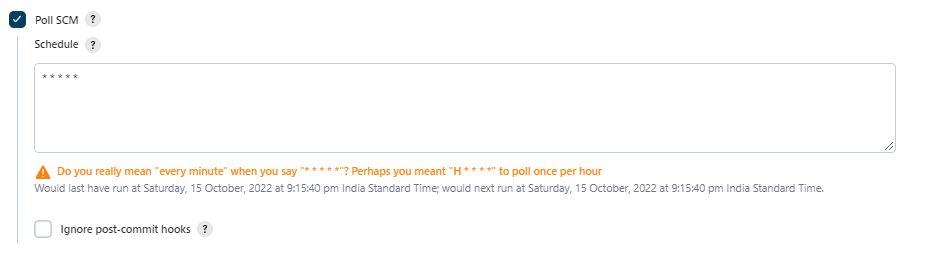 Poll SCM ?
Schedule ?
* * * * *
Do you really mean "every minute" when you say "* * * * *"? Perhaps you meant "H * * * *" to poll once per hour
Would last have run at Saturday, 15 October, 2022 at 9:15:40 pm India Standard Time; would next run at Saturday, 15 October, 2022 at 9:15:40 pm India Standard Time.
Ignore post-commit hooks ?